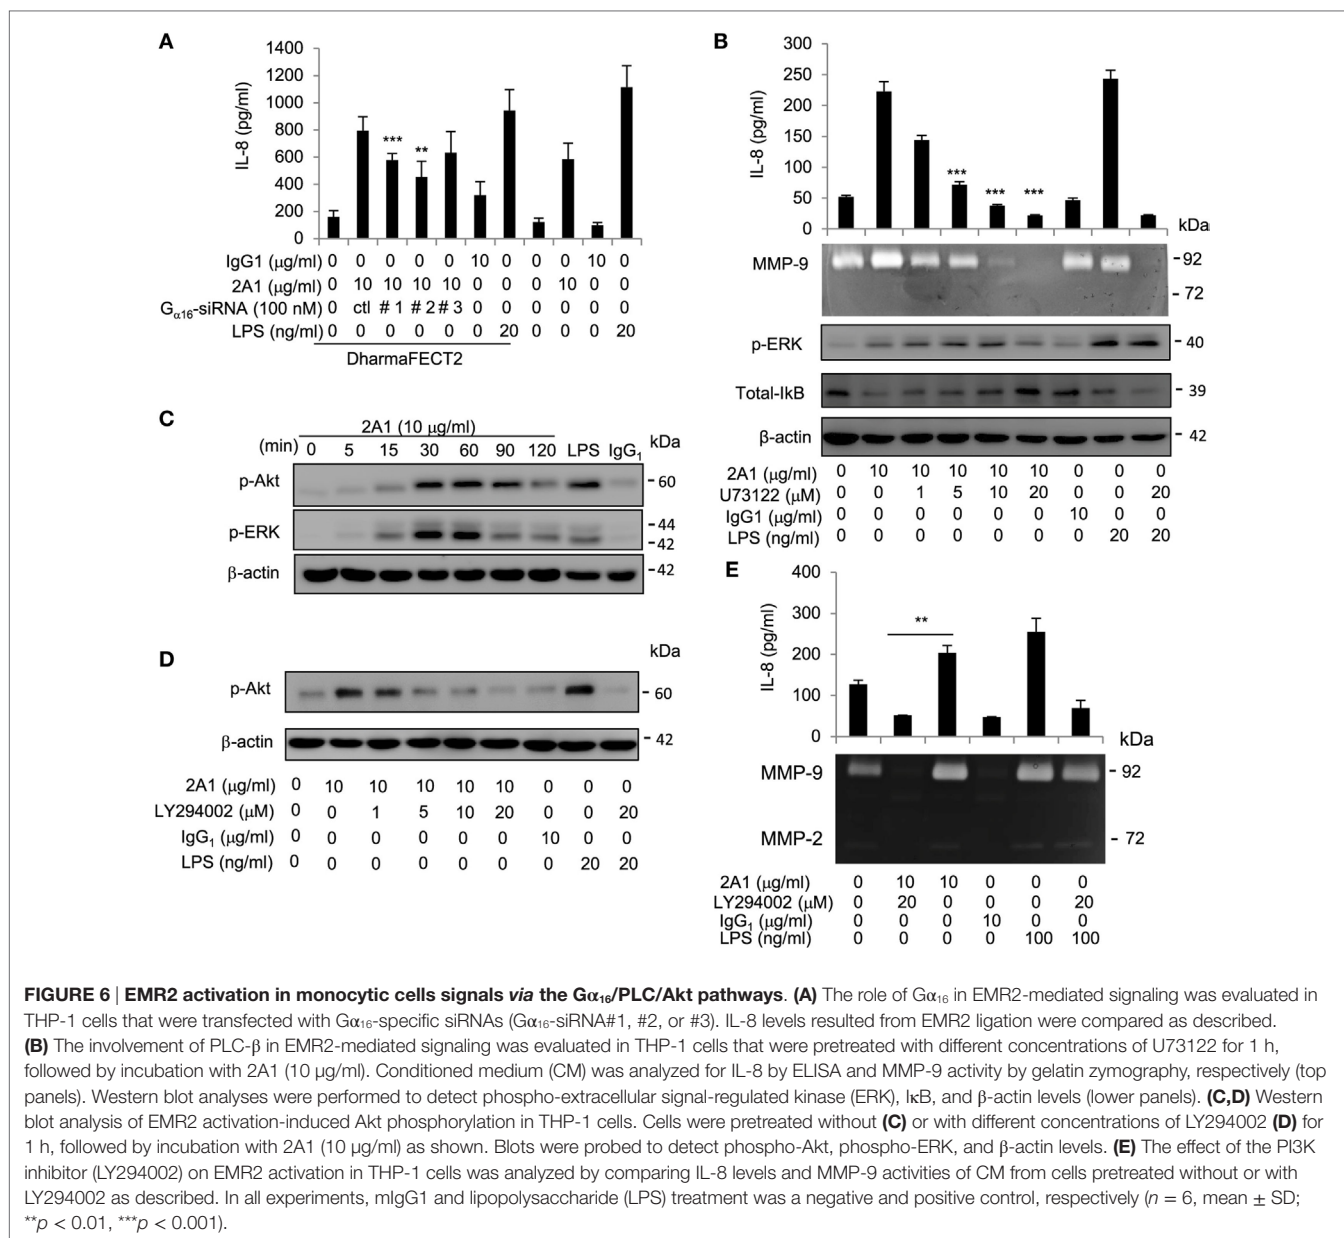 A
1400
1200
1000
800
600
400
200
0
IL-8 (pg/ml)
IgG1 (µg/ml) 0 0 0 0 0 10 0 0 0 10 0
2A1 (µg/ml) 0 10 10 10 10 0 0 0 10 0 0
Gα16-siRNA (100 nM) 0 ctl #1 #2 #3 0 0 0 0 0 0
LPS (ng/ml) 0 0 0 0 0 0 20 0 0 0 20
DharmaFECT2
*** **
B
300
250
200
150
100
50
0
IL-8 (pg/ml)
*** *** ***
kDa
MMP-9
- 92
- 72
p-ERK - 40
Total-IkB - 39
β-actin - 42
2A1 (µg/ml) 0 10 10 10 10 10 0 0 0
U73122 (µM) 0 0 1 5 10 20 0 0 20
IgG1 (µg/ml) 0 0 0 0 0 0 10 0 0
LPS (ng/ml) 0 0 0 0 0 0 0 20 20
C
2A1 (10 µg/ml)
(min) 0 5 15 30 60 90 120 LPS IgG1 kDa
p-Akt - 60
p-ERK - 44
- 42
β-actin - 42
D
kDa
p-Akt - 60
β-actin - 42
2A1 (µg/ml) 0 10 10 10 10 10 0 0 0
LY294002 (µM) 0 0 1 5 10 20 0 0 20
IgG1 (µg/ml) 0 0 0 0 0 0 10 0 0
LPS (ng/ml) 0 0 0 0 0 0 0 20 20
E
400
300
200
100
0
IL-8 (pg/ml)
**
kDa
MMP-9 - 92
MMP-2 - 72
2A1 (µg/ml) 0 10 10 0 0 0
LY294002 (µM) 0 20 0 0 0 20
IgG1 (µg/ml) 0 0 0 10 0 0
LPS (ng/ml) 0 0 0 0 100 100
FIGURE 6 | EMR2 activation in monocytic cells signals via the Gα16/PLC/Akt pathways. (A) The role of Gα16 in EMR2-mediated signaling was evaluated in
THP-1 cells that were transfected with Gα16-specific siRNAs (Gα16-siRNA#1, #2, or #3). IL-8 levels resulted from EMR2 ligation were compared as described.
(B) The involvement of PLC-β in EMR2-mediated signaling was evaluated in THP-1 cells that were pretreated with different concentrations of U73122 for 1 h,
followed by incubation with 2A1 (10 µg/ml). Conditioned medium (CM) was analyzed for IL-8 by ELISA and MMP-9 activity by gelatin zymography, respectively (top
panels). Western blot analyses were performed to detect phospho-extracellular signal-regulated kinase (ERK), IκB, and β-actin levels (lower panels). (C,D) Western
blot analysis of EMR2 activation-induced Akt phosphorylation in THP-1 cells. Cells were pretreated without (C) or with different concentrations of LY294002 (D) for
1 h, followed by incubation with 2A1 (10 µg/ml) as shown. Blots were probed to detect phospho-Akt, phospho-ERK, and β-actin levels. (E) The effect of the PI3K
inhibitor (LY294002) on EMR2 activation in THP-1 cells was analyzed by comparing IL-8 levels and MMP-9 activities of CM from cells pretreated without or with
LY294002 as described. In all experiments, mIgG1 and lipopolysaccharide (LPS) treatment was a negative and positive control, respectively (n = 6, mean ± SD;
**p < 0.01, ***p < 0.001).